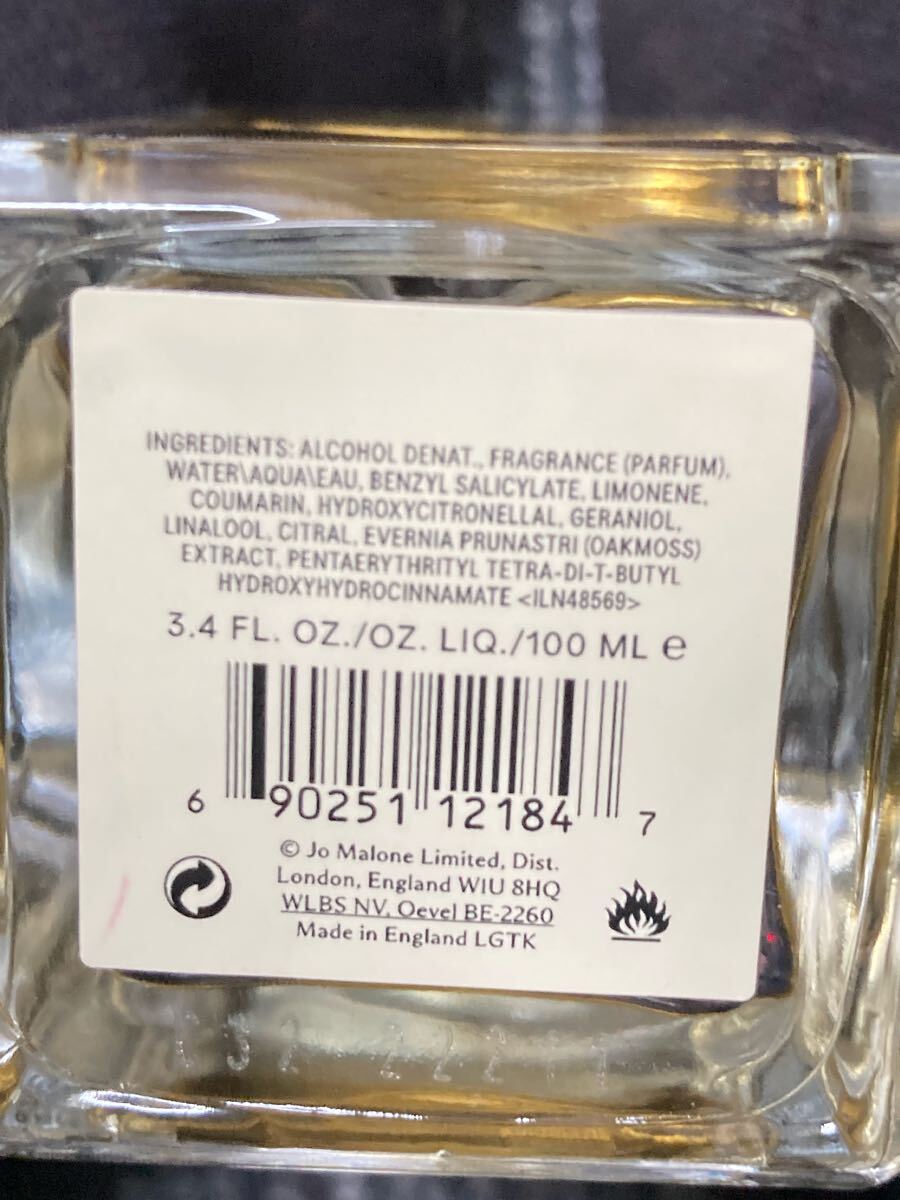 INGREDIENTS: ALCOHOL DENAT., FRAGRANCE (PARFUM),
WATER\AQUA\EAU, BENZYL SALICYLATE, LIMONENE,
COUMARIN, HYDROXYCITRONELLAL, GERANIOL,
LINALOOL, CITRAL, EVERNIA PRUNASTRI (OAKMOSS)
EXTRACT, PENTAERYTHRITYL TETRA-DI-T-BUTYL
HYDROXYHYDROCINNAMATE <ILN48569>
3.4 FL. OZ./OZ. LIQ./100 ML e
6 90251 12184 7
© Jo Malone Limited, Dist.
London, England W1U 8HQ
WLBS NV, Oevel BE-2260
Made in England LGTK